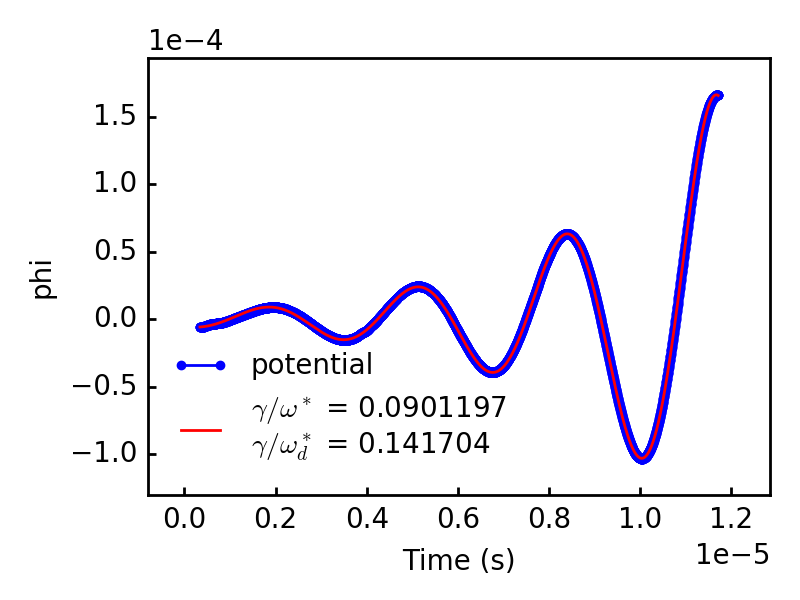 1e−4
1.5
1.0
0.5
0.0
−0.5
−1.0
phi
potential
γ/ω* = 0.0901197
γ/ω*_d = 0.141704
0.0 0.2 0.4 0.6 0.8 1.0 1.2
1e−5
Time (s)